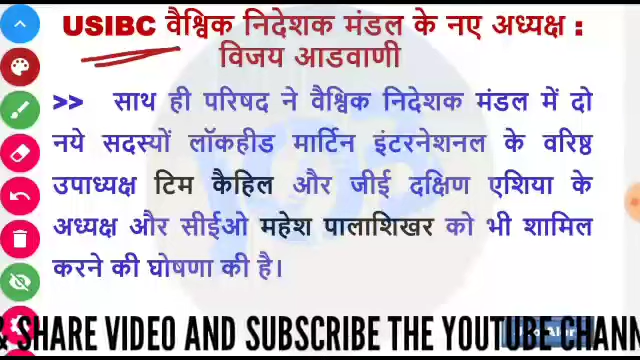 USIBC वैश्विक निदेशक मंडल के नए अध्यक्ष :
विजय आडवाणी
>> साथ ही परिषद ने वैश्विक निदेशक मंडल में दो
नये सदस्यों लॉकहीड मार्टिन इंटरनेशनल के वरिष्ठ
उपाध्यक्ष टिम कैहिल और जीई दक्षिण एशिया के
अध्यक्ष और सीईओ महेश पालाशिखर को भी शामिल
करने की घोषणा की है।
& SHARE VIDEO AND SUBSCRIBE THE YOUTUBE CHANN